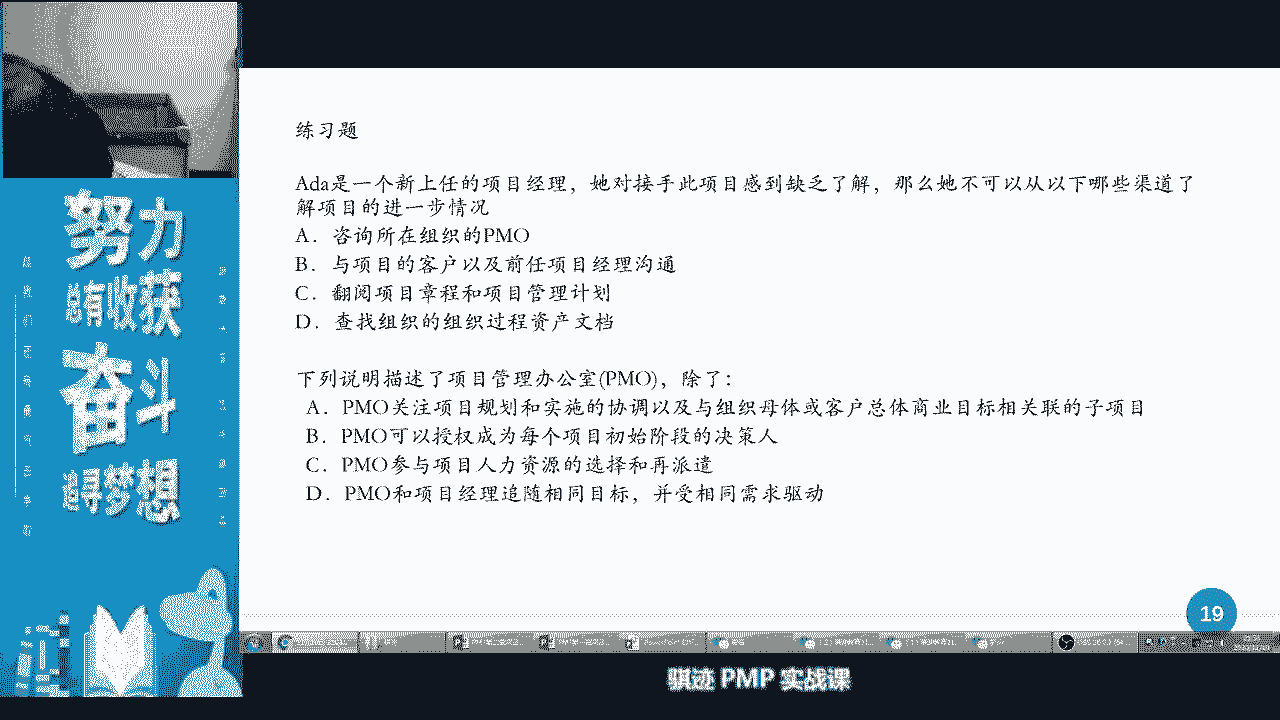 努力
总有收获
奋斗
追寻梦想
练习题
Ada是一个新上任的项目经理，她对接手此项目感到缺乏了解，那么她不可以从以下哪些渠道了
解项目的进一步情况
A．咨询所在组织的PMO
B．与项目的客户以及前任项目经理沟通
C．翻阅项目章程和项目管理计划
D．查找组织的组织过程资产文档
下列说明描述了项目管理办公室(PMO)，除了：
A．PMO关注项目规划和实施的协调以及与组织母体或客户总体商业目标相关联的子项目
B．PMO可以授权成为每个项目初始阶段的决策人
C．PMO参与项目人力资源的选择和再派遣
D．PMO和项目经理追随相同目标，并受相同需求驱动
19
骐迹 PMP 实战课